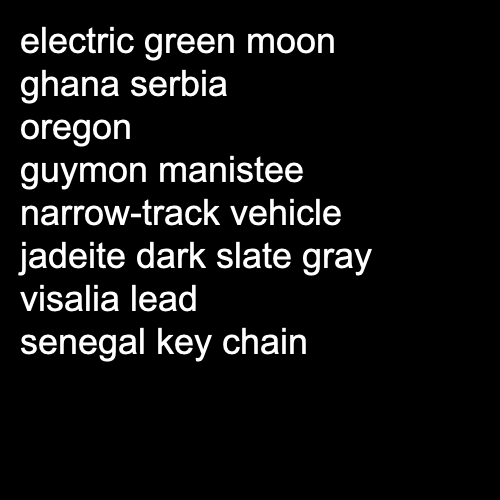 electric green moon
ghana serbia
oregon
guymon manistee
narrow-track vehicle
jadeite dark slate gray
visalia lead
senegal key chain